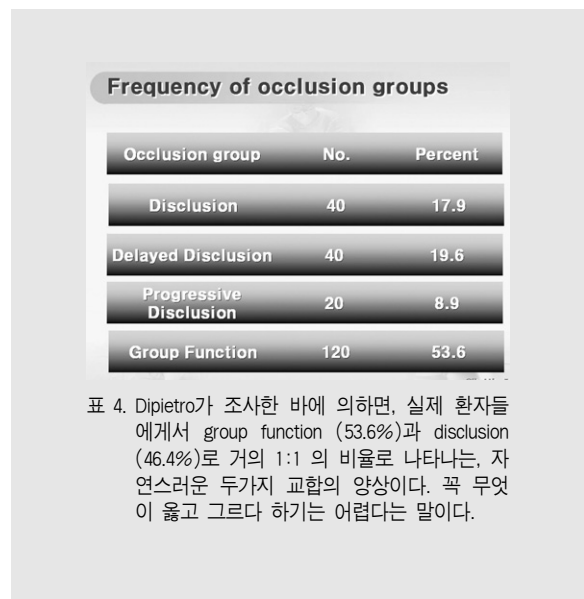 Frequency of occlusion groups
Occlusion group No. Percent
Disclusion 40 17.9
Delayed Disclusion 40 19.6
Progressive
Disclusion 20 8.9
Group Function 120 53.6
표 4. Dipietro가 조사한 바에 의하면, 실제 환자들
에게서 group function (53.6%)과 disclusion
(46.4%)로 거의 1:1 의 비율로 나타나는, 자
연스러운 두가지 교합의 양상이다. 꼭 무엇
이 옳고 그르다 하기는 어렵다는 말이다.